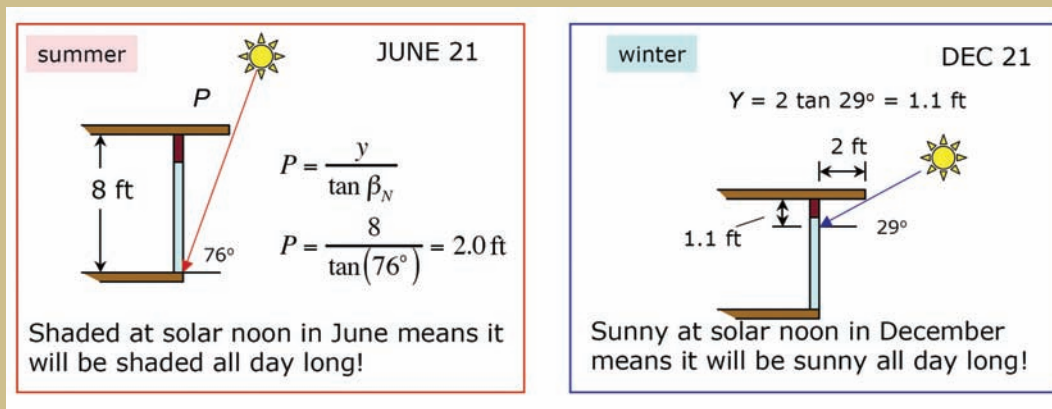 summer
JUNE 21
P
8 ft
P = y / tan β_N
76°
P = 8 / tan(76°) = 2.0 ft
Shaded at solar noon in June means it
will be shaded all day long!
winter
DEC 21
Y = 2 tan 29° = 1.1 ft
2 ft
1.1 ft
29°
Sunny at solar noon in December
means it will be sunny all day long!